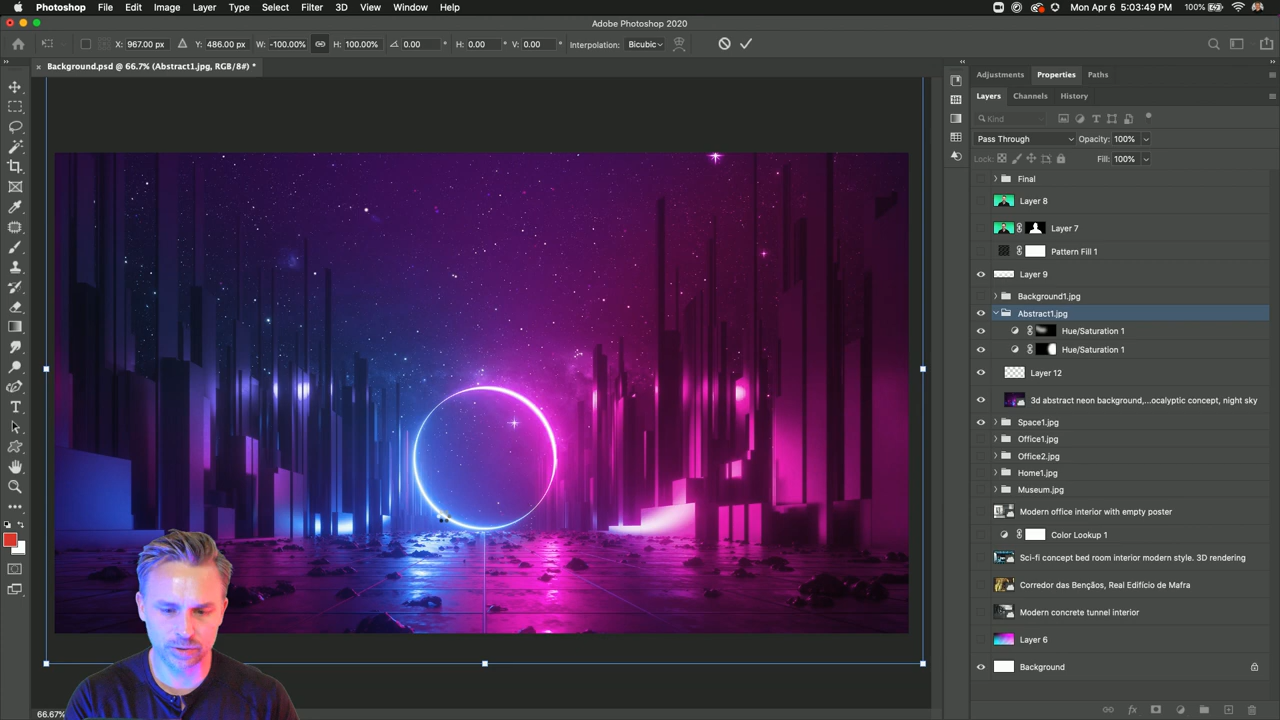 Photoshop File Edit Image Layer Type Select Filter 3D View Window Help 100% Mon Apr 6 5:03:49 PM
Adobe Photoshop 2020
X: 967.00 px Y: 486.00 px W: -100.00% H: 100.00% 0.00 ° H: 0.00 ° V: 0.00 ° Interpolation: Bicubic
Background.psd @ 66.7% (Abstract1.jpg, RGB/8#) *
Adjustments Properties Paths
Layers Channels History
Kind
Pass Through Opacity: 100%
Lock: Fill: 100%
Final
Layer 8
Layer 7
Pattern Fill 1
Layer 9
Background1.jpg
Abstract1.jpg
Hue/Saturation 1
Hue/Saturation 1
Layer 12
3d abstract neon background,...ocalyptic concept, night sky
Space1.jpg
Office1.jpg
Office2.jpg
Home1.jpg
Museum.jpg
Modern office interior with empty poster
Color Lookup 1
Sci-fi concept bed room interior modern style. 3D rendering
Corredor das Bençãos, Real Edifício de Mafra
Modern concrete tunnel interior
Layer 6
Background
66.67%